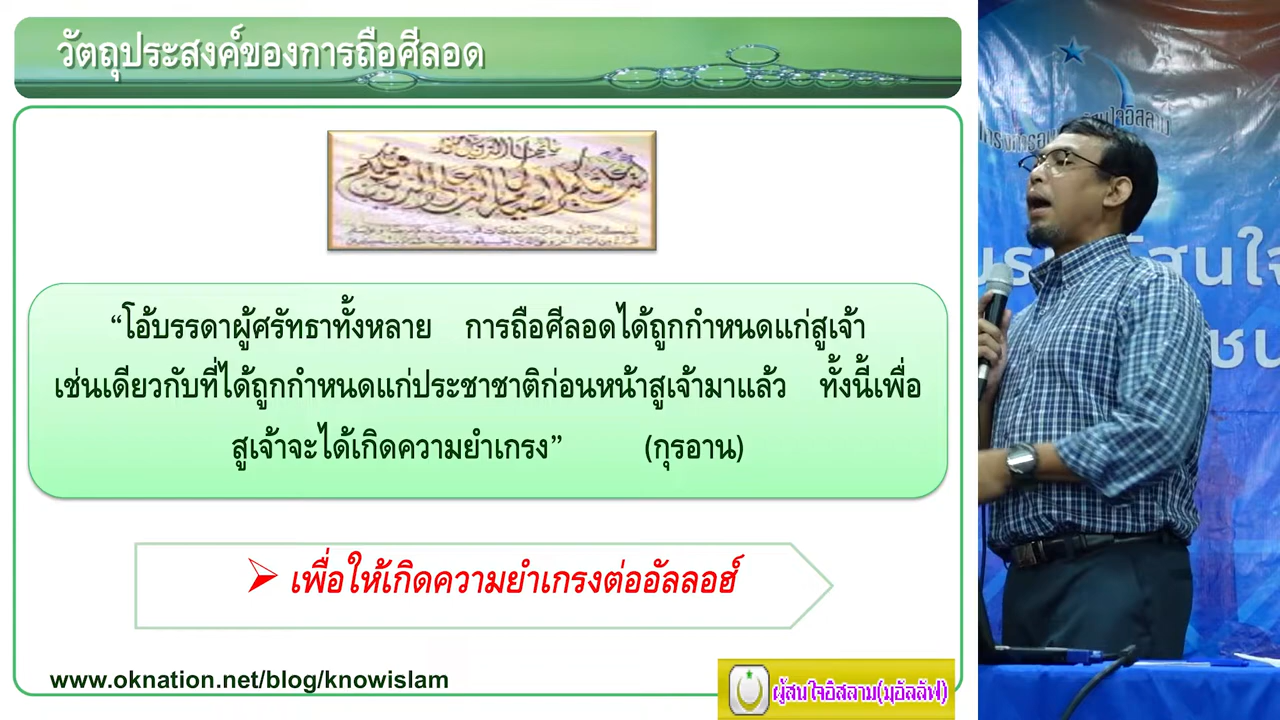 วัตถุประสงค์ของการถือศีลอด
“โอ้บรรดาผู้ศรัทธาทั้งหลาย การถือศีลอดได้ถูกกำหนดแก่สูเจ้า
เช่นเดียวกับที่ได้ถูกกำหนดแก่ประชาชาติก่อนหน้าสูเจ้ามาแล้ว ทั้งนี้เพื่อ
สูเจ้าจะได้เกิดความยำเกรง” (กุรอาน)
➢ เพื่อให้เกิดความยำเกรงต่ออัลลอฮ์
www.oknation.net/blog/knowislam
ผู้สนใจอิสลาม(มุอัลลัฟ)